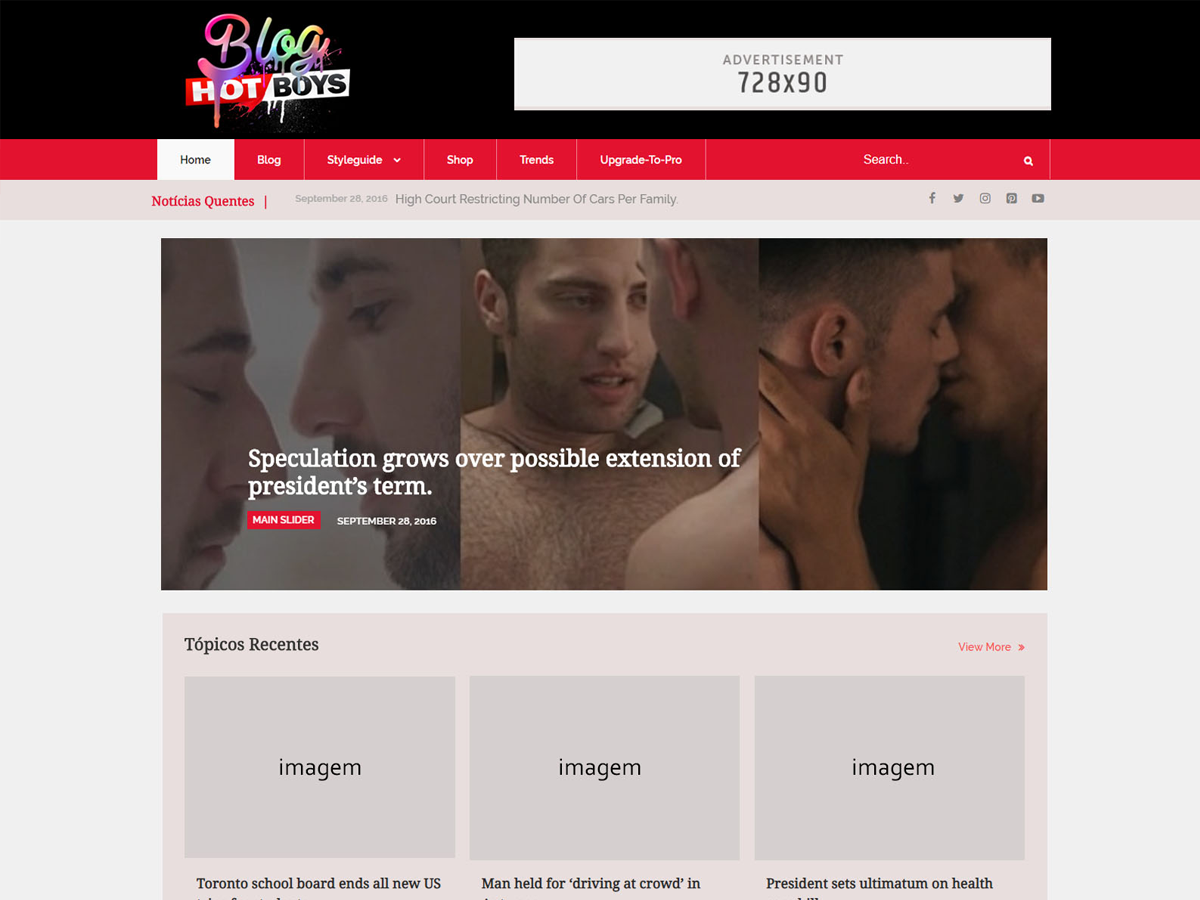 Blog
HOT BOYS
ADVERTISEMENT
728x90
Home Blog Styleguide Shop Trends Upgrade-To-Pro Search..
Notícias Quentes | September 28, 2016 High Court Restricting Number Of Cars Per Family.
Speculation grows over possible extension of
president’s term.
MAIN SLIDER SEPTEMBER 28, 2016
Tópicos Recentes View More »
imagem imagem imagem
Toronto school board ends all new US
Man held for ‘driving at crowd’ in
President sets ultimatum on health